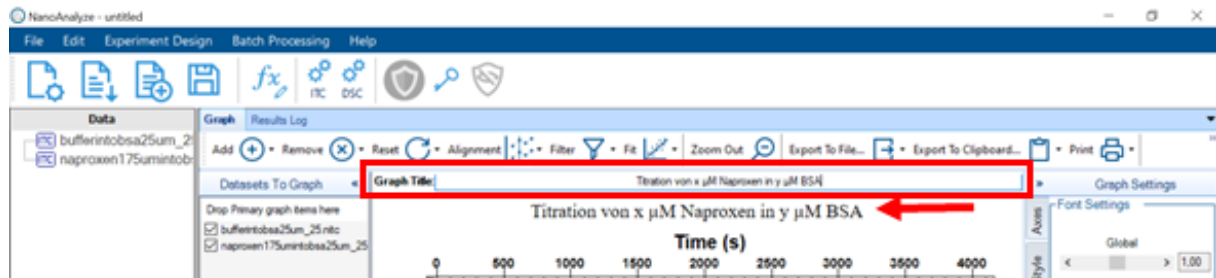 NanoAnalyze - untitled
File Edit Experiment Design Batch Processing Help
fx ITC DSC
Data Graph Results Log
ITC bufferintobsa25um_2
ITC naproxen175umintob
Add Remove Reset Alignment Filter Fit Zoom Out Export To File... Export To Clipboard... Print
Datasets To Graph « Graph Title: Titration von x µM Naproxen in y µM BSA » Graph Settings
Drop Primary graph items here
bufferintobsa25um_25.nitc
naproxen175umintobsa25um_25
Titration von x µM Naproxen in y µM BSA
Time (s)
0 500 1000 1500 2000 2500 3000 3500 4000
Axes
Style
Font Settings
Global
< > 1,00